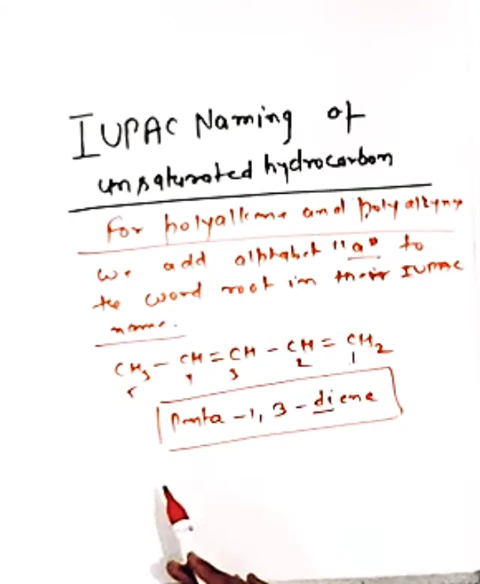 IUPAC Naming of
unsaturated hydrocarbon
for polyalkene and polyalkyne
we add alphabet "a" to
the word root in their IUPAC
name.
CH3 - CH = CH - CH = CH2
5 4 3 2 1
Penta -1, 3 - diene